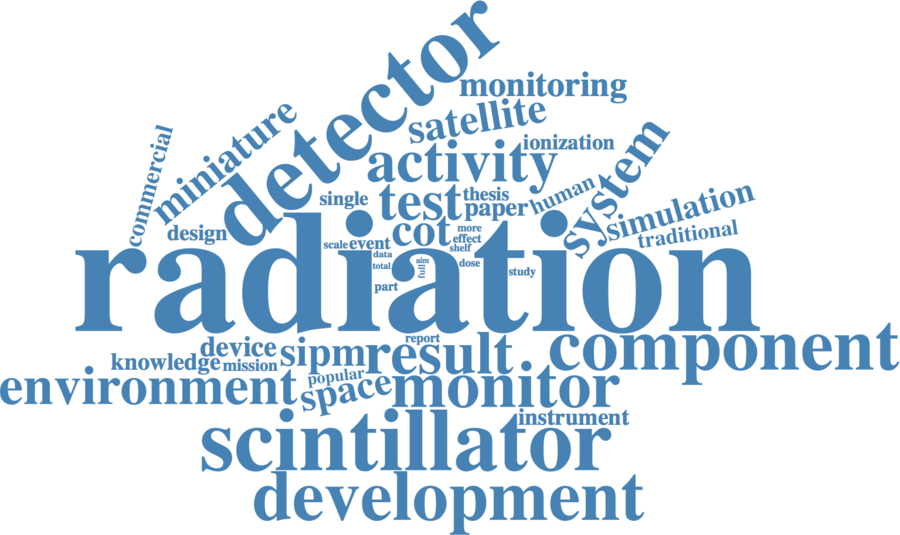 detector
monitoring
satellite
miniature
commercial
ionization
activity
system
single
test
thesis
human
paper
simulation
design
cot
more
traditional
scale
event
effect
shelf
data
aim
total
full
dose
study
part
radiation
report
device
sipm
result
component
knowledge
mission
popular
environment
space
monitor
instrument
scintillator
development